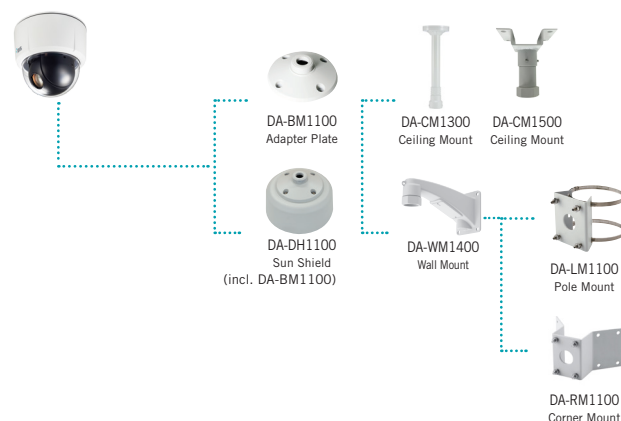 DA-BM1100
Adapter Plate
DA-CM1300
Ceiling Mount
DA-CM1500
Ceiling Mount
DA-DH1100
Sun Shield
(incl. DA-BM1100)
DA-WM1400
Wall Mount
DA-LM1100
Pole Mount
DA-RM1100
Corner Mount